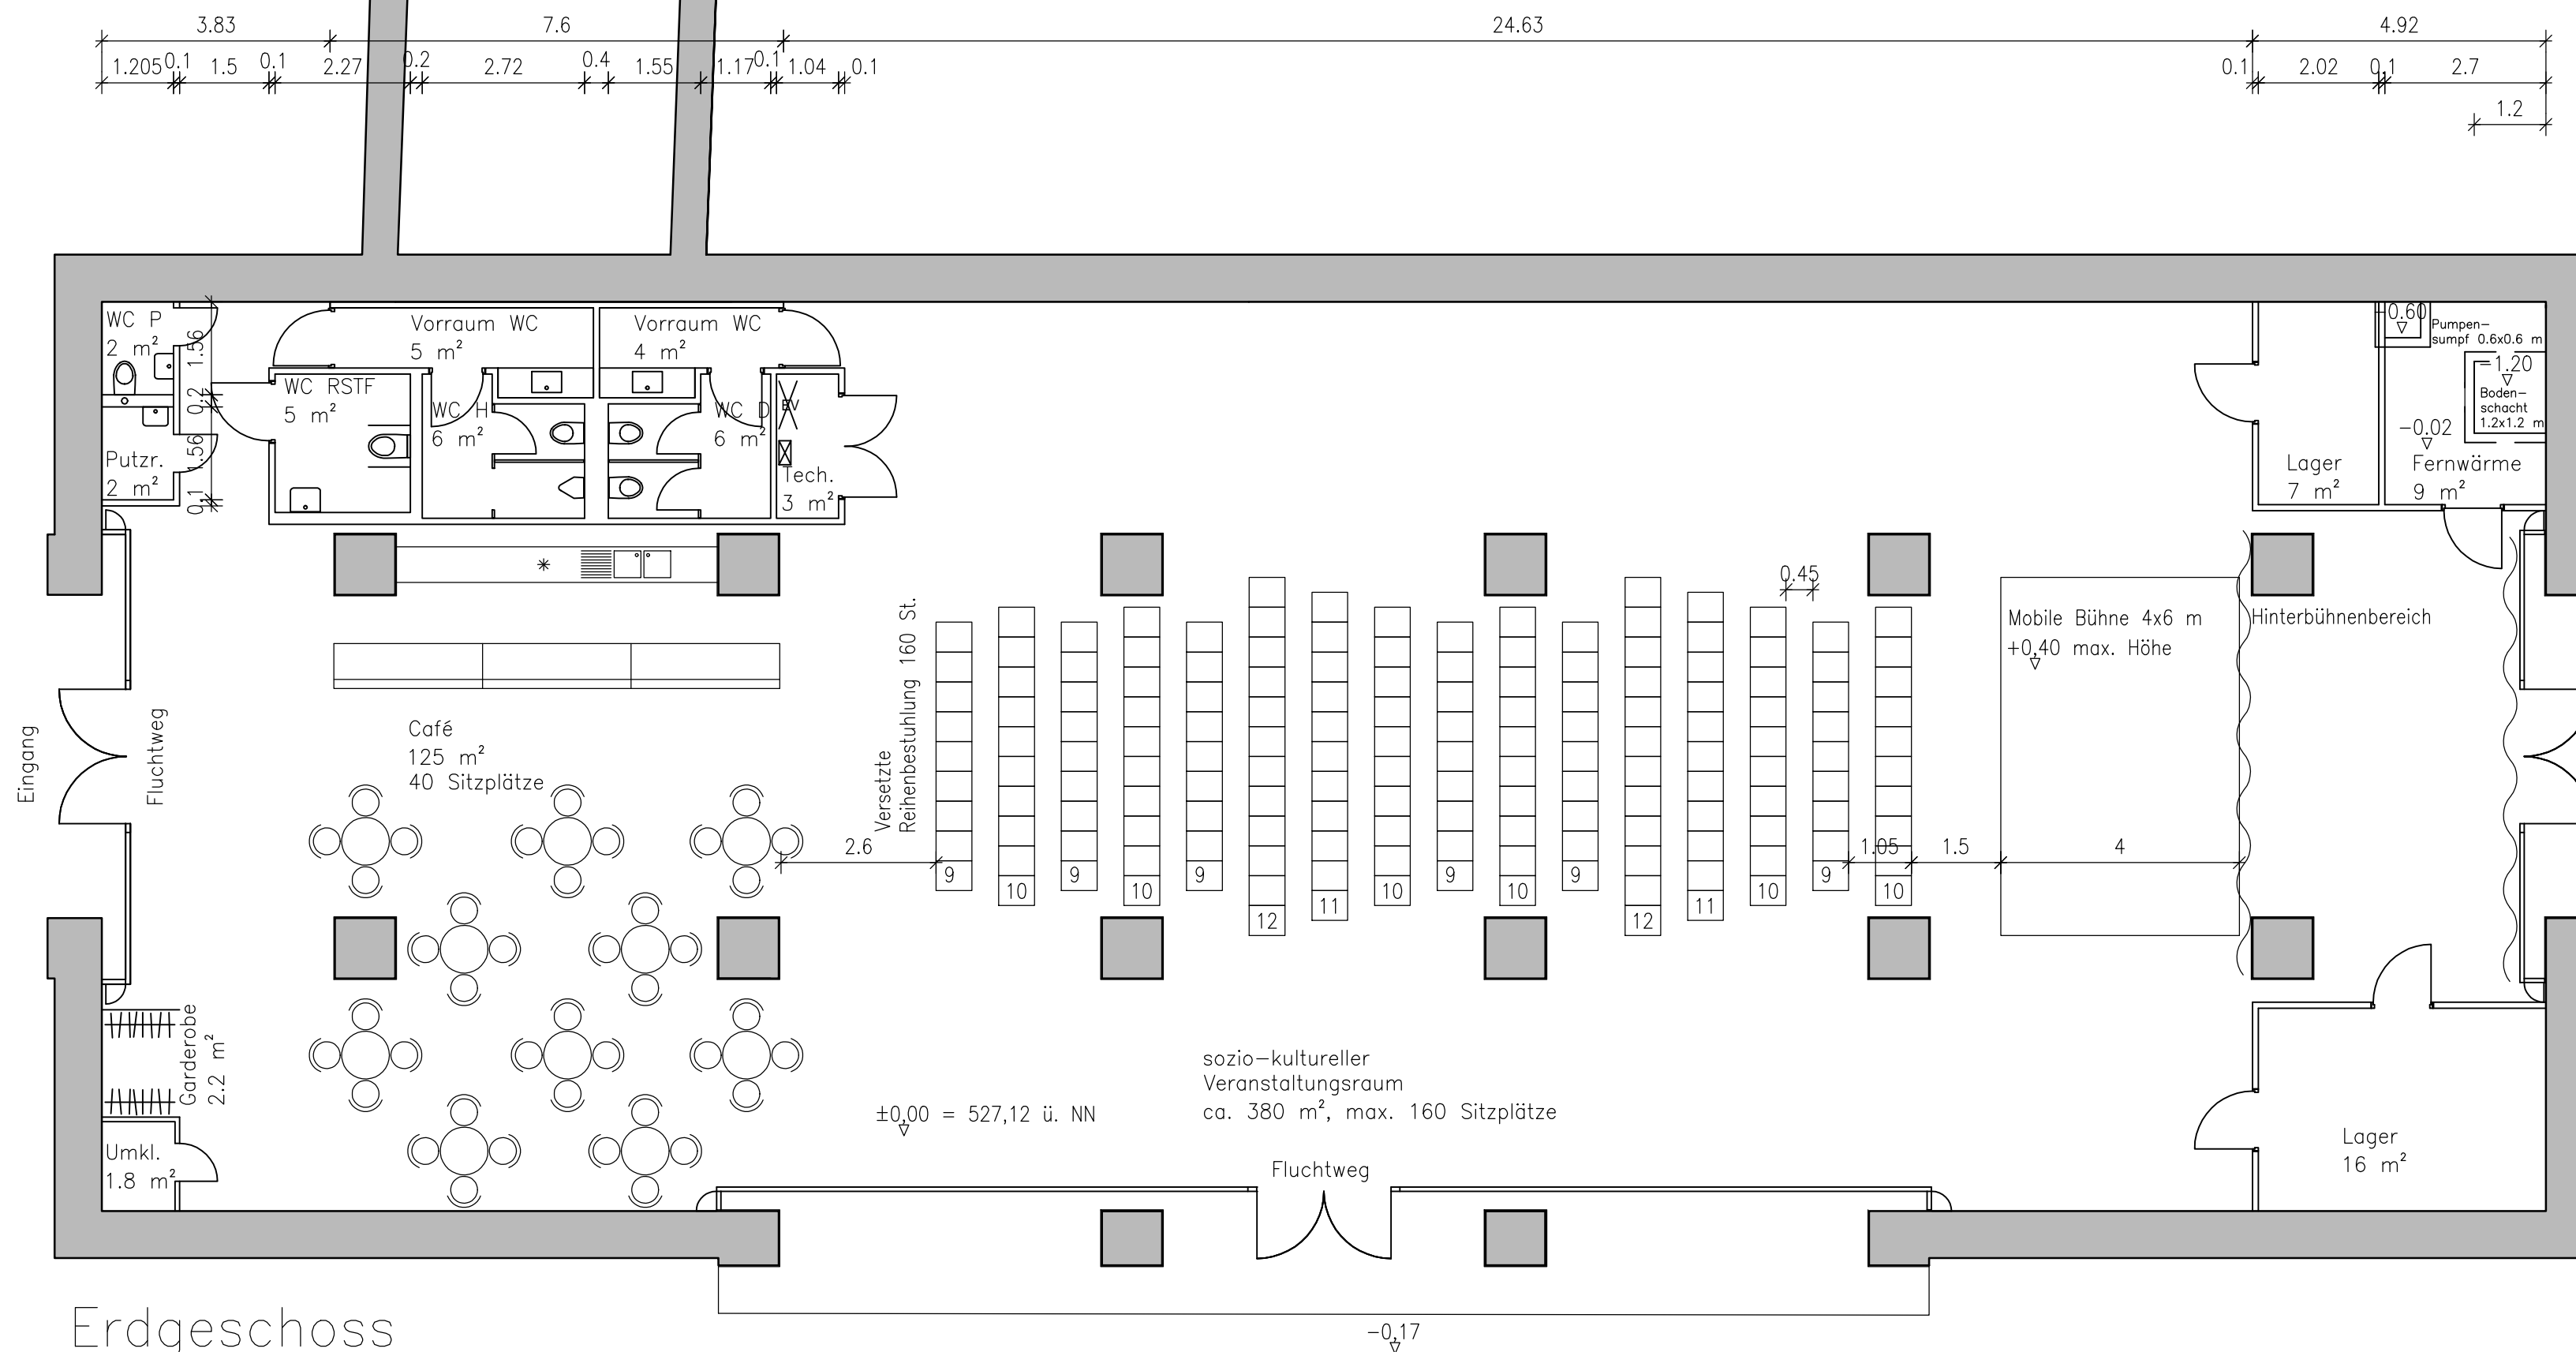 3.83
7.6
24.63
4.92
1.205
0.1
1.5
0.1
2.27
0.2
2.72
0.4
1.55
1.17
0.1
1.04
0.1
0.1
2.02
0.1
2.7
1.2
WC P
2 m²
1.56
0.2
1.56
0.1
Putzr.
2 m²
WC RSTF
5 m²
Vorraum WC
5 m²
Vorraum WC
4 m²
WC H
6 m²
WC D
6 m²
EV
Tech.
3 m²
Lager
7 m²
-0.60
Pumpen-
sumpf 0.6x0.6 m
-1.20
Boden-
schacht
1.2x1.2 m
-0.02
Fernwärme
9 m²
Eingang
Fluchtweg
Café
125 m²
40 Sitzplätze
Versetzte
Reihenbestuhlung 160 St.
2.6
9
10
9
10
9
12
11
10
9
10
9
12
11
10
9
10
0.45
1.05
1.5
4
Mobile Bühne 4x6 m
+0,40 max. Höhe
Hinterbühnenbereich
Garderobe
2.2 m²
Umkl.
1.8 m²
±0,00 = 527,12 ü. NN
sozio-kultureller
Veranstaltungsraum
ca. 380 m², max. 160 Sitzplätze
Fluchtweg
Lager
16 m²
-0,17
Erdgeschoss